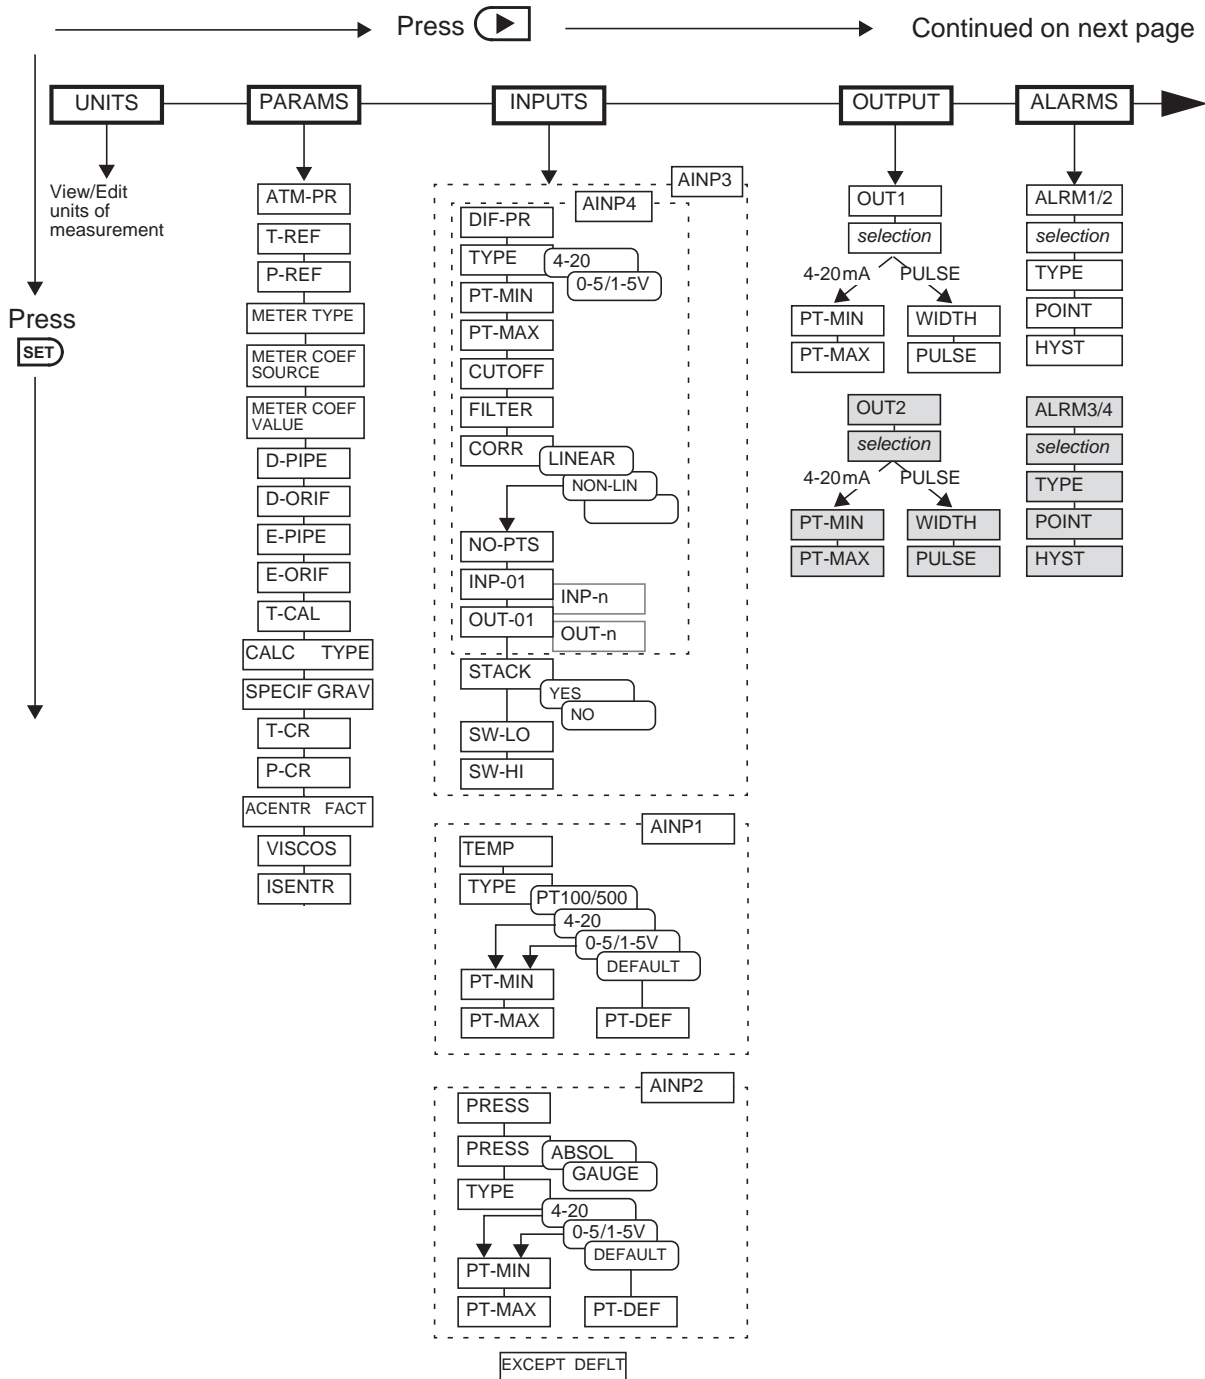 Press
Continued on next page
UNITS
PARAMS
INPUTS
OUTPUT
ALARMS
Press
SET
View/Edit
units of
measurement
ATM-PR
T-REF
P-REF
METER TYPE
METER COEF
SOURCE
METER COEF
VALUE
D-PIPE
D-ORIF
E-PIPE
E-ORIF
T-CAL
CALC TYPE
SPECIF GRAV
T-CR
P-CR
ACENTR FACT
VISCOS
ISENTR
AINP3
AINP4
DIF-PR
TYPE
4-20
0-5/1-5V
PT-MIN
PT-MAX
CUTOFF
FILTER
CORR
LINEAR
NON-LIN
NO-PTS
INP-01
INP-n
OUT-01
OUT-n
STACK
YES
NO
SW-LO
SW-HI
AINP1
TEMP
TYPE
PT100/500
4-20
0-5/1-5V
DEFAULT
PT-MIN
PT-MAX
PT-DEF
AINP2
PRESS
PRESS
ABSOL
GAUGE
TYPE
4-20
0-5/1-5V
DEFAULT
PT-MIN
PT-MAX
PT-DEF
EXCEPT DEFLT
OUT1
selection
4-20mA PULSE
PT-MIN
WIDTH
PT-MAX
PULSE
OUT2
selection
4-20mA PULSE
PT-MIN
WIDTH
PT-MAX
PULSE
ALRM1/2
selection
TYPE
POINT
HYST
ALRM3/4
selection
TYPE
POINT
HYST